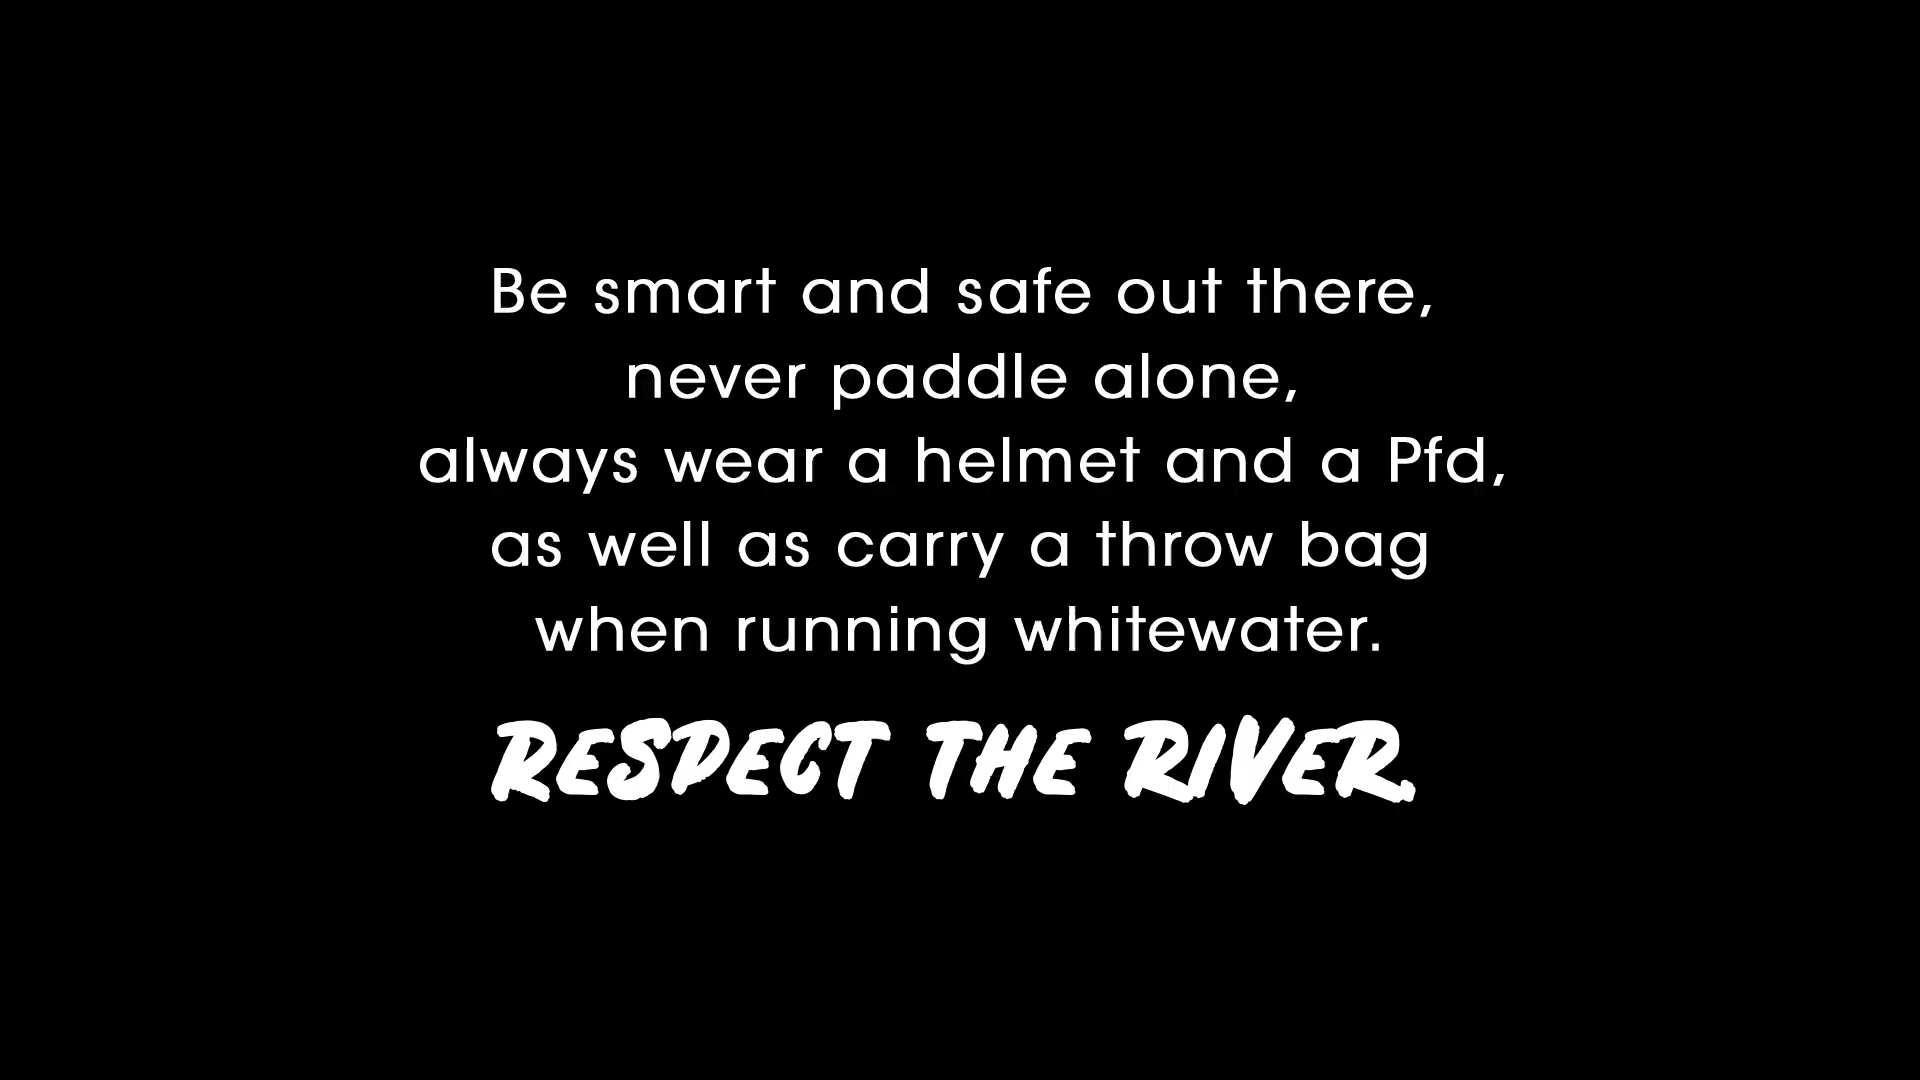 Be smart and safe out there,
never paddle alone,
always wear a helmet and a Pfd,
as well as carry a throw bag
when running whitewater.
RESPECT THE RIVER.